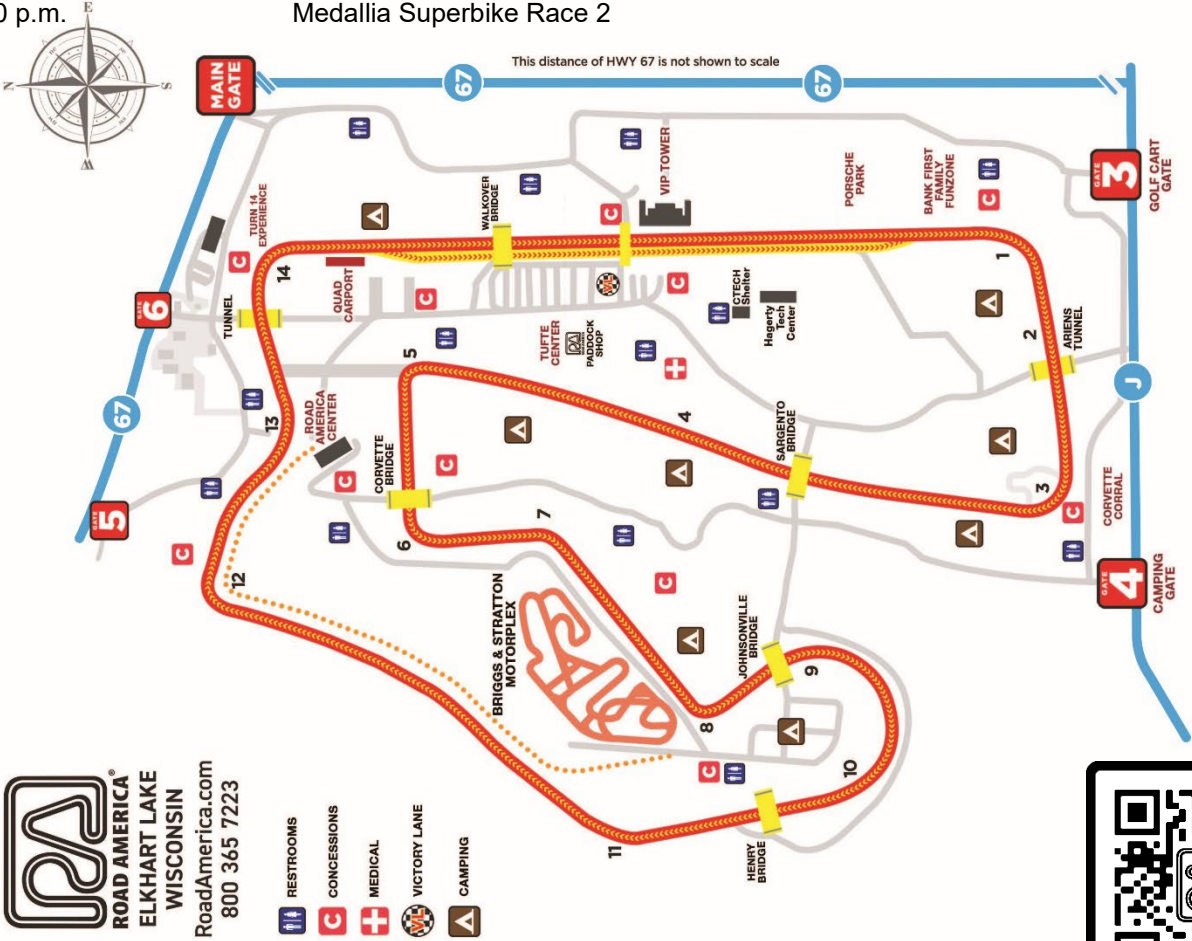 0 p.m.
Medallia Superbike Race 2
E
N
S
W
This distance of HWY 67 is not shown to scale
MAIN
GATE
67
67
67
GATE
6
GATE
5
GATE
3
GOLF CART
GATE
GATE
4
CAMPING
GATE
J
TURN 14
EXPERIENCE
C
14
TUNNEL
QUAD
CARPORT
C
WALKOVER
BRIDGE
C
VIP TOWER
PORSCHE
PARK
BANK FIRST
FAMILY
FUNZONE
C
1
2
ARIENS
TUNNEL
VL
C
CTECH
Shelter
Hagerty
Tech
Center
TUFTE
CENTER
PADDOCK
SHOP
5
4
SARGENTO
BRIDGE
3
C
CORVETTE
CORRAL
13
ROAD
AMERICA
CENTER
C
CORVETTE
BRIDGE
C
6
7
C
12
C
BRIGGS & STRATTON
MOTORPLEX
8
JOHNSONVILLE
BRIDGE
9
10
C
11
HENRY
BRIDGE
ROAD AMERICA®
ELKHART LAKE
WISCONSIN
RoadAmerica.com
800 365 7223
RESTROOMS
C CONCESSIONS
MEDICAL
VL VICTORY LANE
CAMPING